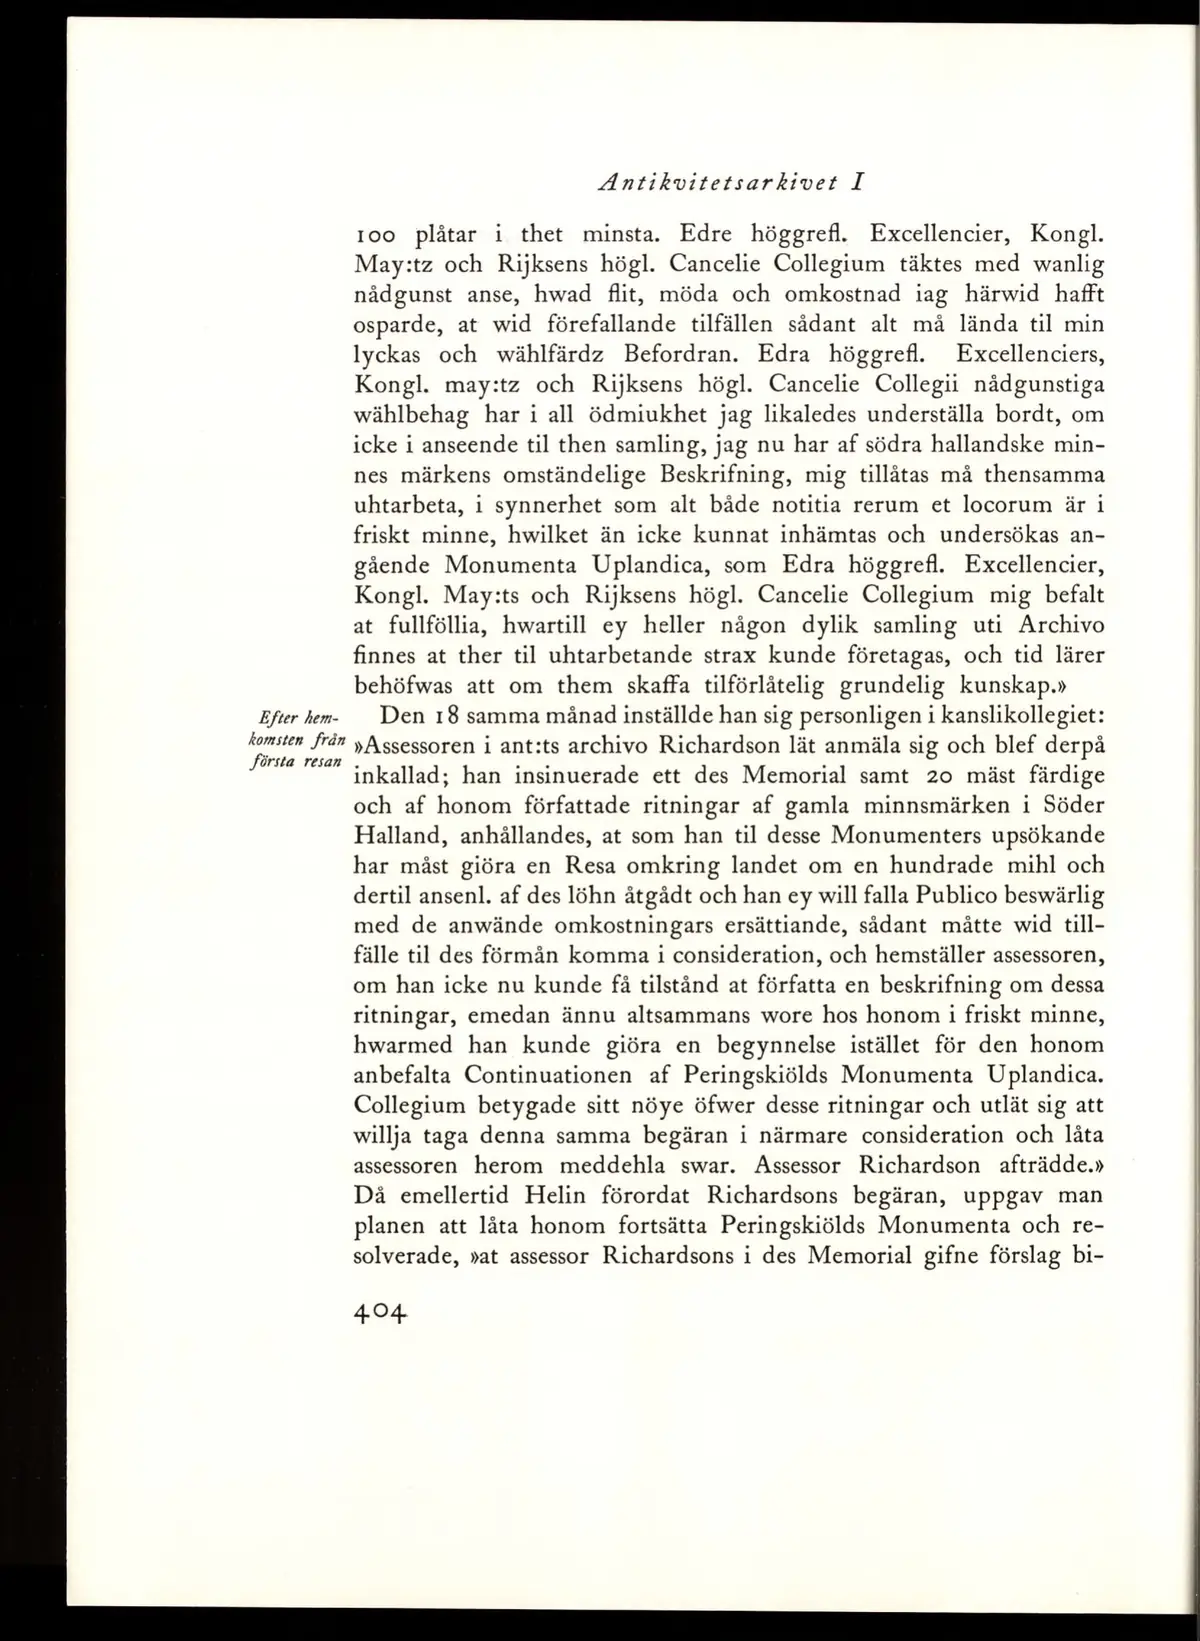 Antikvitetsarkivet I
100 plåtar i thet minsta. Edre höggrefl. Excellencier, Kongl.
May:tz och Rijksens högl. Cancelie Collegium täktes med wanlig
nådgunst anse, hwad flit, möda och omkostnad iag härwid hafft
osparde, at wid förefallande tilfällen sådant alt må lända til min
lyckas och wählfärdz Befordran. Edra höggrefl. Excellenciers,
Kongl. may:tz och Rijksens högl. Cancelie Collegii nådgunstiga
wählbehag har i all ödmiukhet jag likaledes underställa bordt, om
icke i anseende til then samling, jag nu har af södra hallandske min-
nes märkens omständelige Beskrifning, mig tillåtas må thensamma
uhtarbeta, i synnerhet som alt både notitia rerum et locorum är i
friskt minne, hwilket än icke kunnat inhämtas och undersökas an-
gående Monumenta Uplandica, som Edra höggrefl. Excellencier,
Kongl. May:ts och Rijksens högl. Cancelie Collegium mig befalt
at fullföllia, hwartill ey heller någon dylik samling uti Archivo
finnes at ther til uhtarbetande strax kunde företagas, och tid lärer
behöfwas att om them skaffa tilförlåtelig grundelig kunskap.»
Efter hem-
komsten från
första resan
Den 18 samma månad inställde han sig personligen i kanslikollegiet:
»Assessoren i ant:ts archivo Richardson lät anmäla sig och blef derpå
inkallad; han insinuerade ett des Memorial samt 20 mäst färdige
och af honom författade ritningar af gamla minnsmärken i Söder
Halland, anhållandes, at som han til desse Monumenters upsökande
har måst giöra en Resa omkring landet om en hundrade mihl och
dertil ansenl. af des löhn åtgådt och han ey will falla Publico beswärlig
med de anwände omkostningars ersättiande, sådant måtte wid till-
fälle til des förmån komma i consideration, och hemställer assessoren,
om han icke nu kunde få tilstånd at författa en beskrifning om dessa
ritningar, emedan ännu altsammans wore hos honom i friskt minne,
hwarmed han kunde giöra en begynnelse istället för den honom
anbefalta Continuationen af Peringskiölds Monumenta Uplandica.
Collegium betygade sitt nöye öfwer desse ritningar och utlät sig att
willja taga denna samma begäran i närmare consideration och låta
assessoren herom meddehla swar. Assessor Richardson afträdde.»
Då emellertid Helin förordat Richardsons begäran, uppgav man
planen att låta honom fortsätta Peringskiölds Monumenta och re-
solverade, »at assessor Richardsons i des Memorial gifne förslag bi-
404